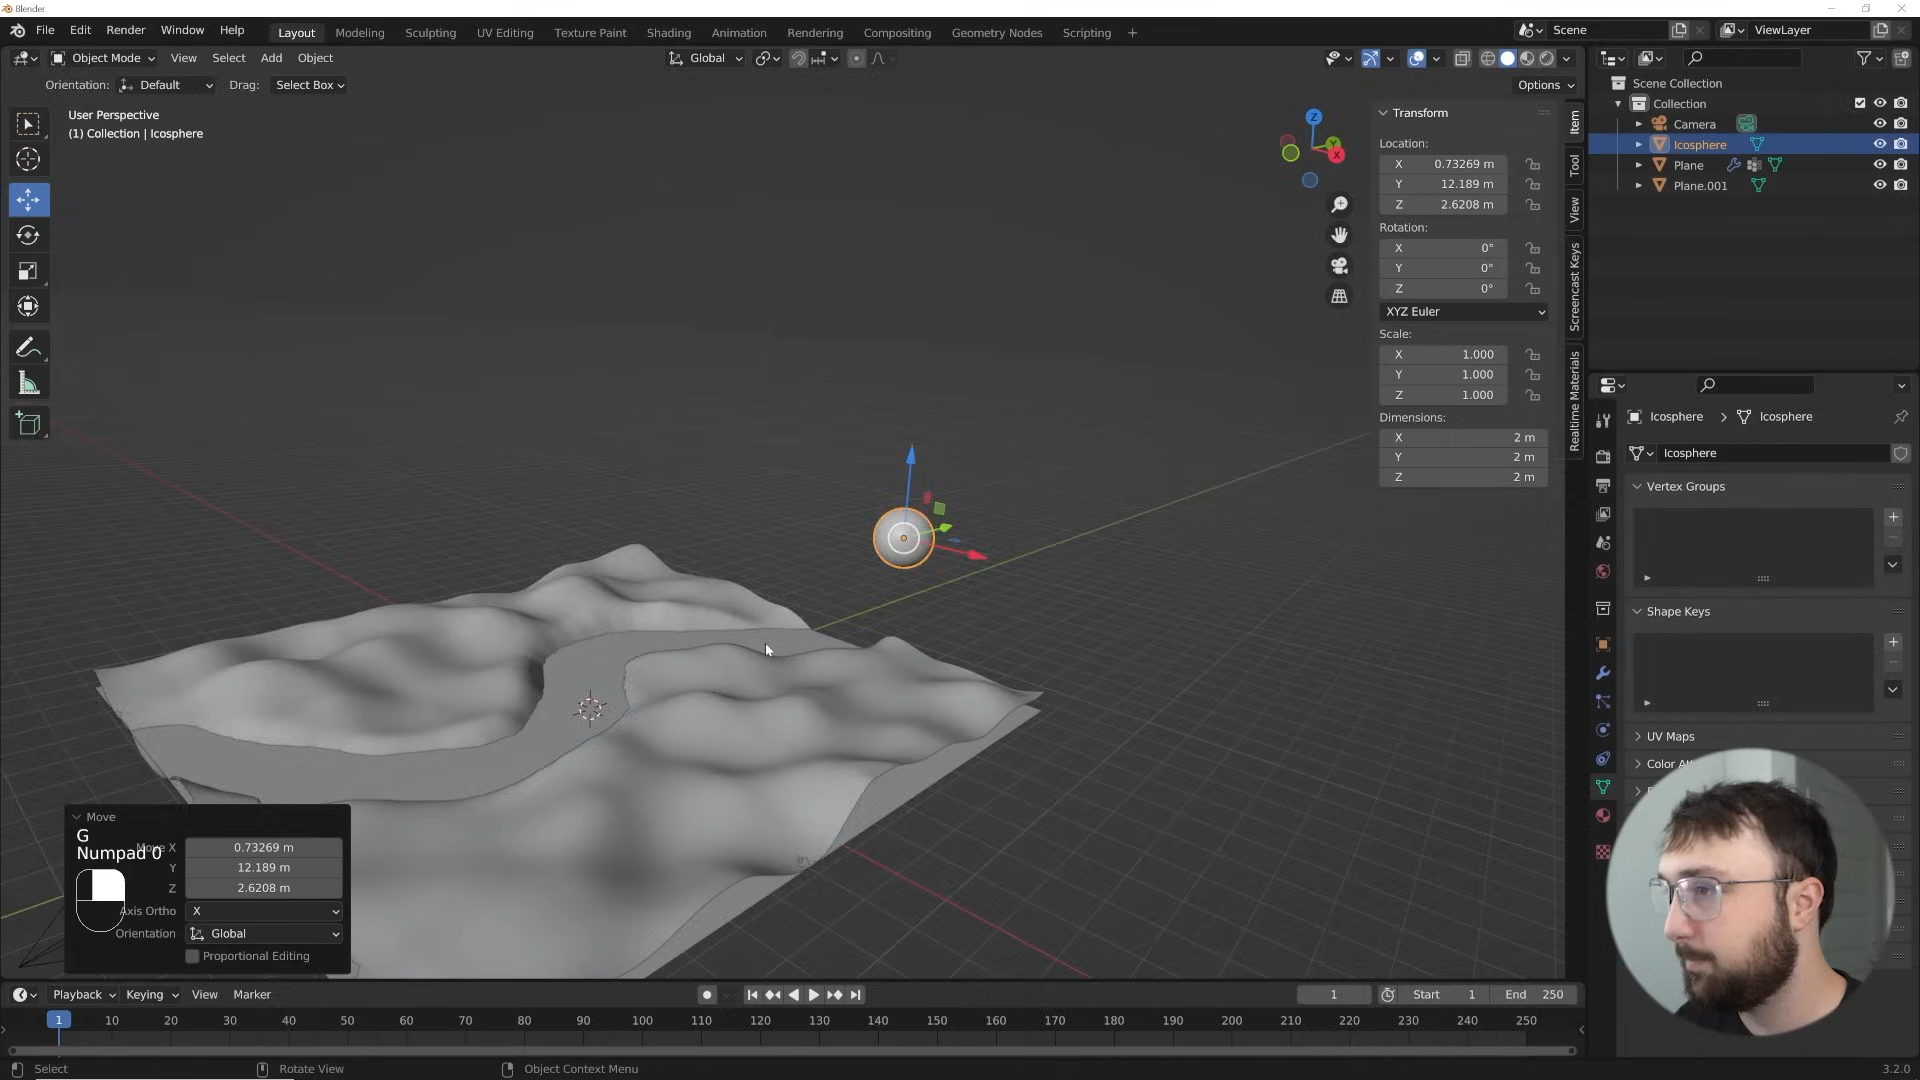 Blender
File Edit Render Window Help
Layout Modeling Sculpting UV Editing Texture Paint Shading Animation Rendering Compositing Geometry Nodes Scripting +
Scene
ViewLayer
Object Mode View Select Add Object
Global
Orientation: Default Drag: Select Box
Options
User Perspective
(1) Collection | Icosphere
Z
Y
X
Transform
Location:
X 0.73269 m
Y 12.189 m
Z 2.6208 m
Rotation:
X 0°
Y 0°
Z 0°
XYZ Euler
Scale:
X 1.000
Y 1.000
Z 1.000
Dimensions:
X 2 m
Y 2 m
Z 2 m
Item
Tool
View
Screencast Keys
Realtime Materials
Scene Collection
Collection
Camera
Icosphere
Plane
Plane.001
Icosphere > Icosphere
Icosphere
Vertex Groups
Shape Keys
UV Maps
Color At
Move
G
Numpad 0
Move X 0.73269 m
Y 12.189 m
Z 2.6208 m
Axis Ortho X
Orientation Global
Proportional Editing
Playback Keying View Marker
1 Start 1 End 250
1 10 20 30 40 50 60 70 80 90 100 110 120 130 140 150 160 170 180 190 200 210 220 230 240 250
Select Rotate View Object Context Menu 3.2.0